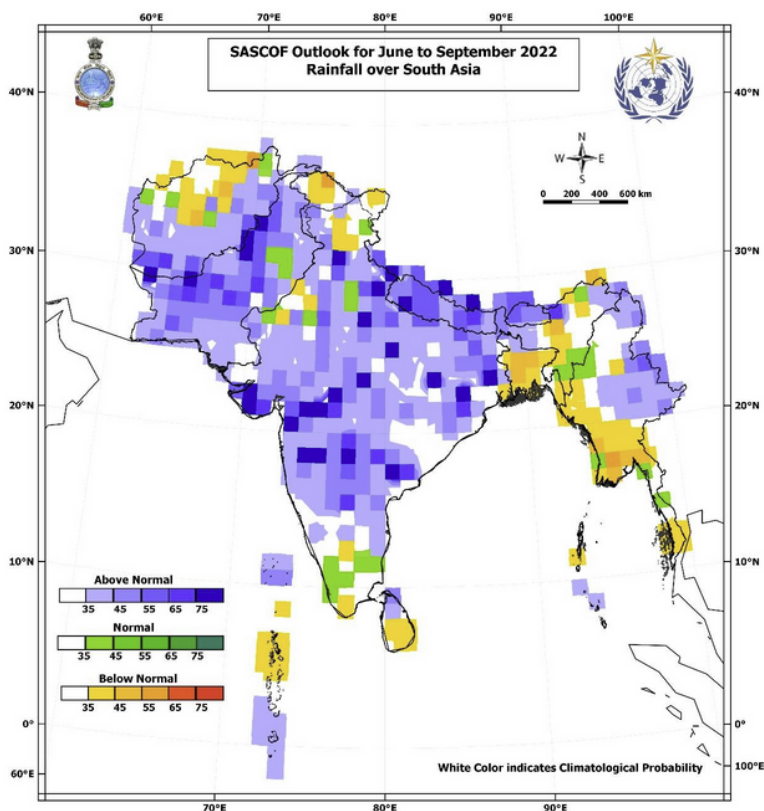 70°E 80°E 90°E 100°E
SASCOF Outlook for June to September 2022
Rainfall over South Asia
40°N 40°N
N
W E
S
0 200 400 600 km
30°N 30°N
20°N 20°N
10°N 10°N
Above Normal
35 45 55 65 75
Normal
35 45 55 65 75
Below Normal
35 45 55 65 75
0° 0°
White Color indicates Climatological Probability
60°E 100°E
70°E 80°E 90°E